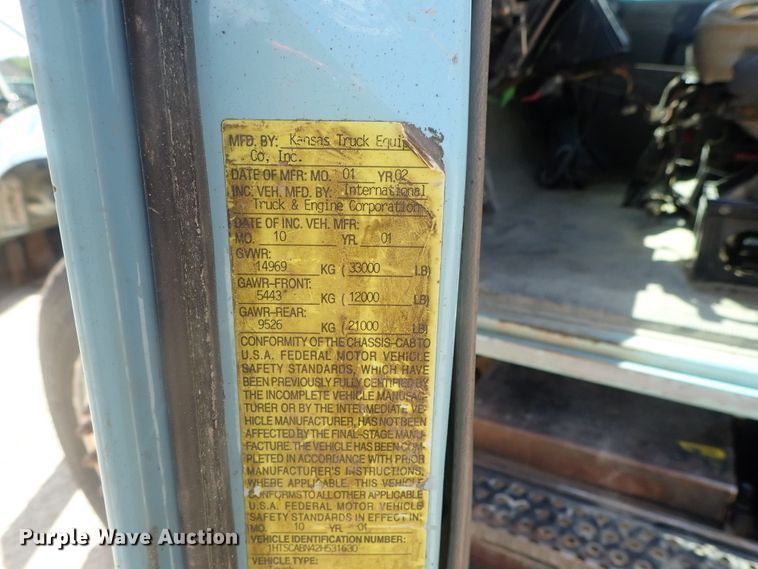 MFD. BY: Kansas Truck Equip
Co, Inc.
DATE OF MFR: MO. 01 YR. 02
INC. VEH. MFD. BY: International
Truck & Engine Corporation
DATE OF INC. VEH. MFR:
MO. 10 YR. 01
GVWR:
14969 KG ( 33000 LB)
GAWR-FRONT:
5443 KG ( 12000 LB)
GAWR-REAR:
9526 KG ( 21000 LB)
CONFORMITY OF THE CHASSIS-CAB TO
U.S.A. FEDERAL MOTOR VEHICLE
SAFETY STANDARDS, WHICH HAVE
BEEN PREVIOUSLY FULLY CERTIFIED BY
THE INCOMPLETE VEHICLE MANUFAC-
TURER OR BY THE INTERMEDIATE VE-
HICLE MANUFACTURER, HAS NOT BEEN
AFFECTED BY THE FINAL-STAGE MANU-
FACTURE. THE VEHICLE HAS BEEN COM-
PLETED IN ACCORDANCE WITH PRIOR
MANUFACTURER'S INSTRUCTIONS,
WHERE APPLICABLE. THIS VEHICLE
CONFORMS TO ALL OTHER APPLICABLE
U.S.A. FEDERAL MOTOR VEHICLE
SAFETY STANDARDS IN EFFECT IN:
MO. 10 YR. 01
VEHICLE IDENTIFICATION NUMBER:
1HTSCABN42H531630
VEHICLE TYPE:
Purple Wave Auction
Purple Wave Auction